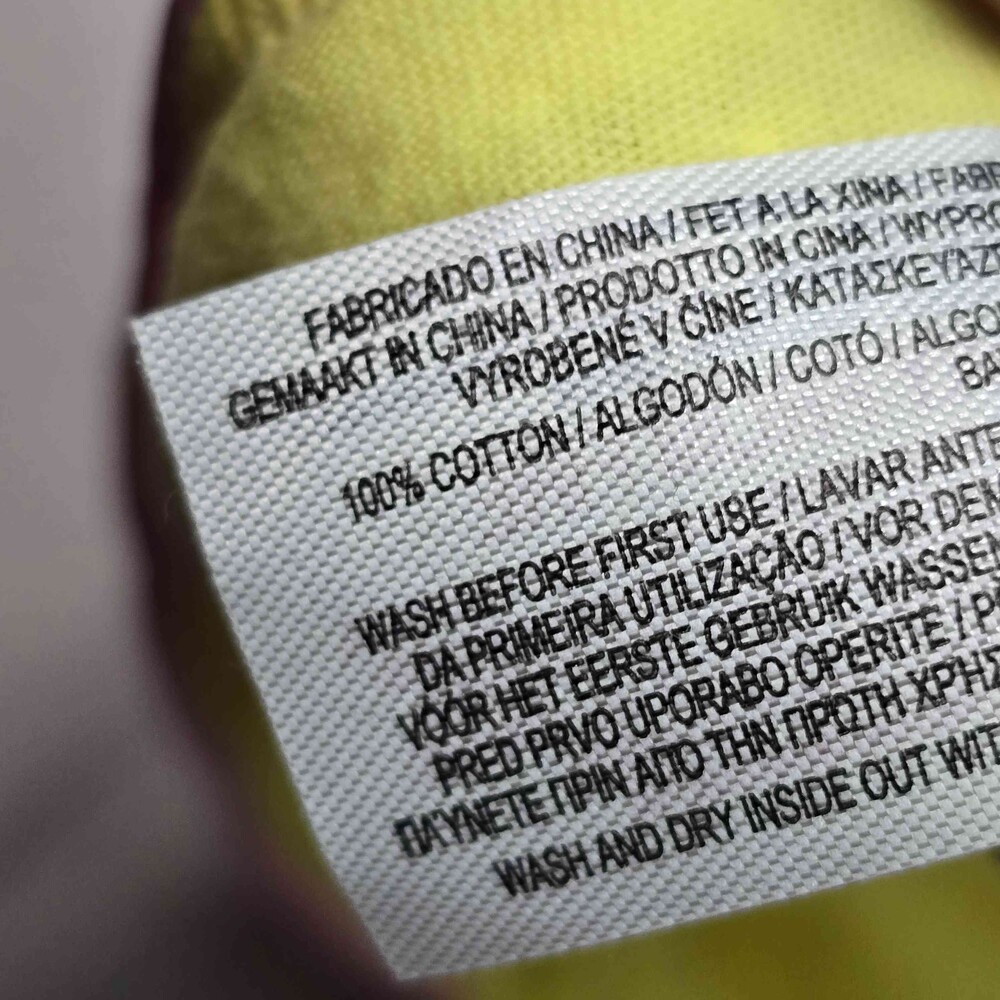 FABRICADO EN CHINA / FET A LA XINA / FABR
GEMAAKT IN CHINA / PRODOTTO IN CINA / WYPRO
VYROBENÉ V ČÍNE / ΚΑΤΑΣΚΕΥΑΖ
100% COTTON / ALGODÓN / COTÓ / ALGO
BA
WASH BEFORE FIRST USE / LAVAR ANTE
DA PRIMEIRA UTILIZAÇÃO / VOR DEM
VÓÓR HET EERSTE GEBRUIK WASSEN
PRED PRVO UPORABO OPERITE / P
ΠΛΥΝΕΤΕ ΠΡΙΝ ΑΠΟ ΤΗΝ ΠΡΩΤΗ ΧΡΗΣ
WASH AND DRY INSIDE OUT WIT